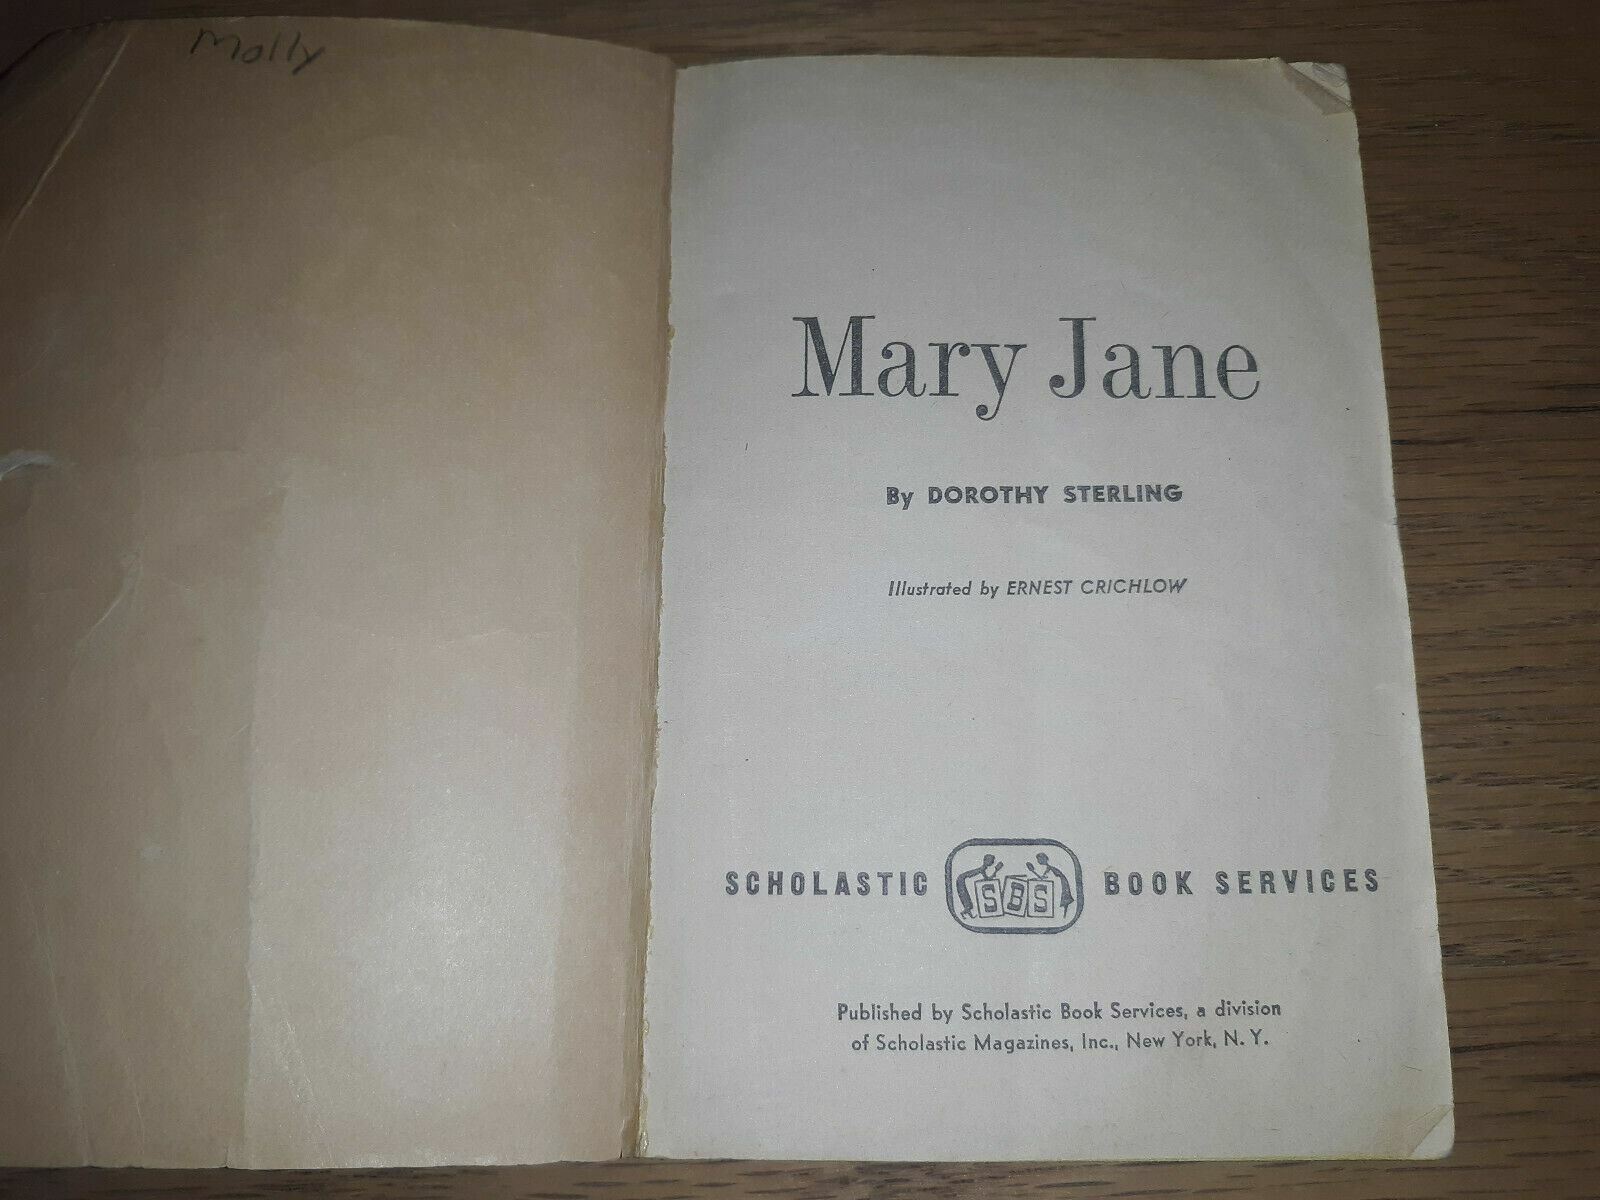 Molly
Mary Jane
By DOROTHY STERLING
Illustrated by ERNEST CRICHLOW
SCHOLASTIC SBS BOOK SERVICES
Published by Scholastic Book Services, a division
of Scholastic Magazines, Inc., New York, N. Y.